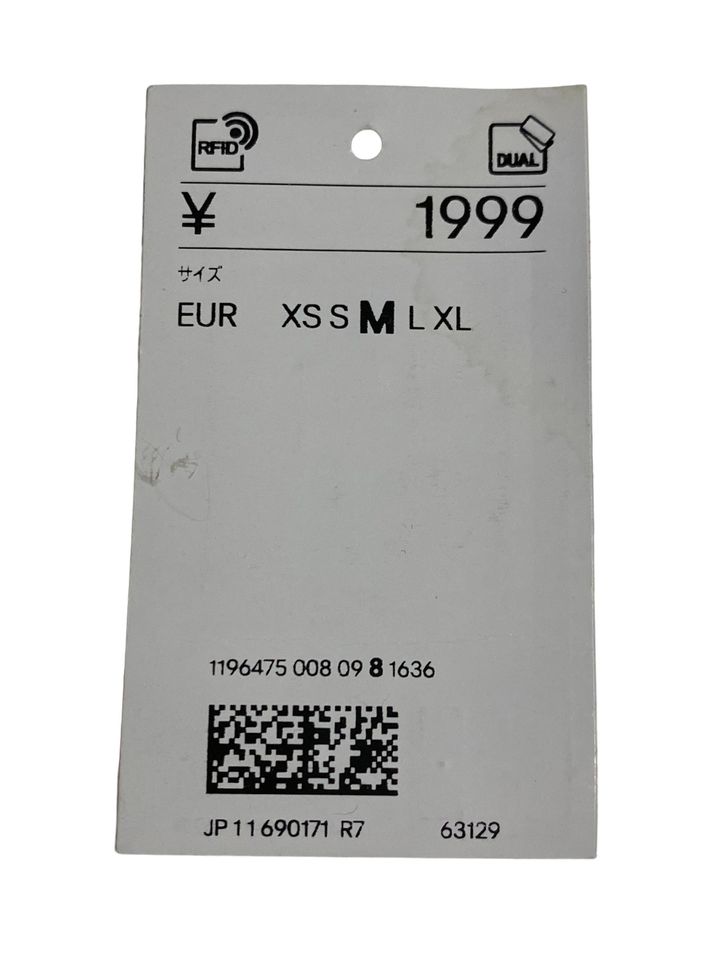 RFID
DUAL
¥ 1999
サイズ
EUR XS S M L XL
1196475 008 09 8 1636
JP 11690171 R7 63129